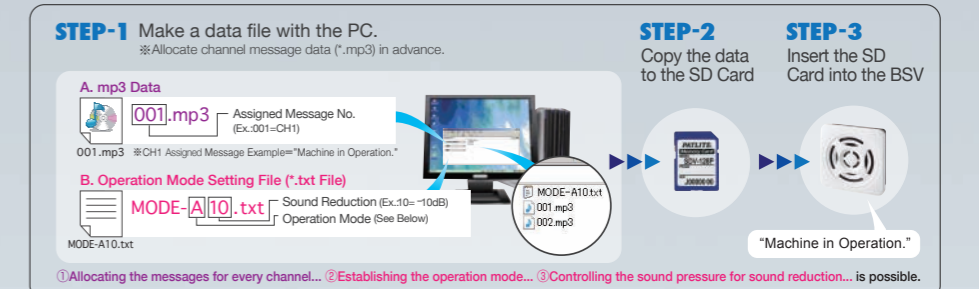 STEP-1 Make a data file with the PC.
※Allocate channel message data (*.mp3) in advance.
A. mp3 Data
001.mp3
Assigned Message No.
(Ex.:001=CH1)
001.mp3 ※CH1 Assigned Message Example="Machine in Operation."
B. Operation Mode Setting File (*.txt File)
MODE-A10.txt
Sound Reduction (Ex.:10= −10dB)
Operation Mode (See Below)
MODE-A10.txt
MODE-A10.txt
001.mp3
002.mp3
STEP-2
Copy the data
to the SD Card
PATLITE
Memory Card
SDV-128P
STEP-3
Insert the SD
Card into the BSV
"Machine in Operation."
①Allocating the messages for every channel... ②Establishing the operation mode... ③Controlling the sound pressure for sound reduction... is possible.